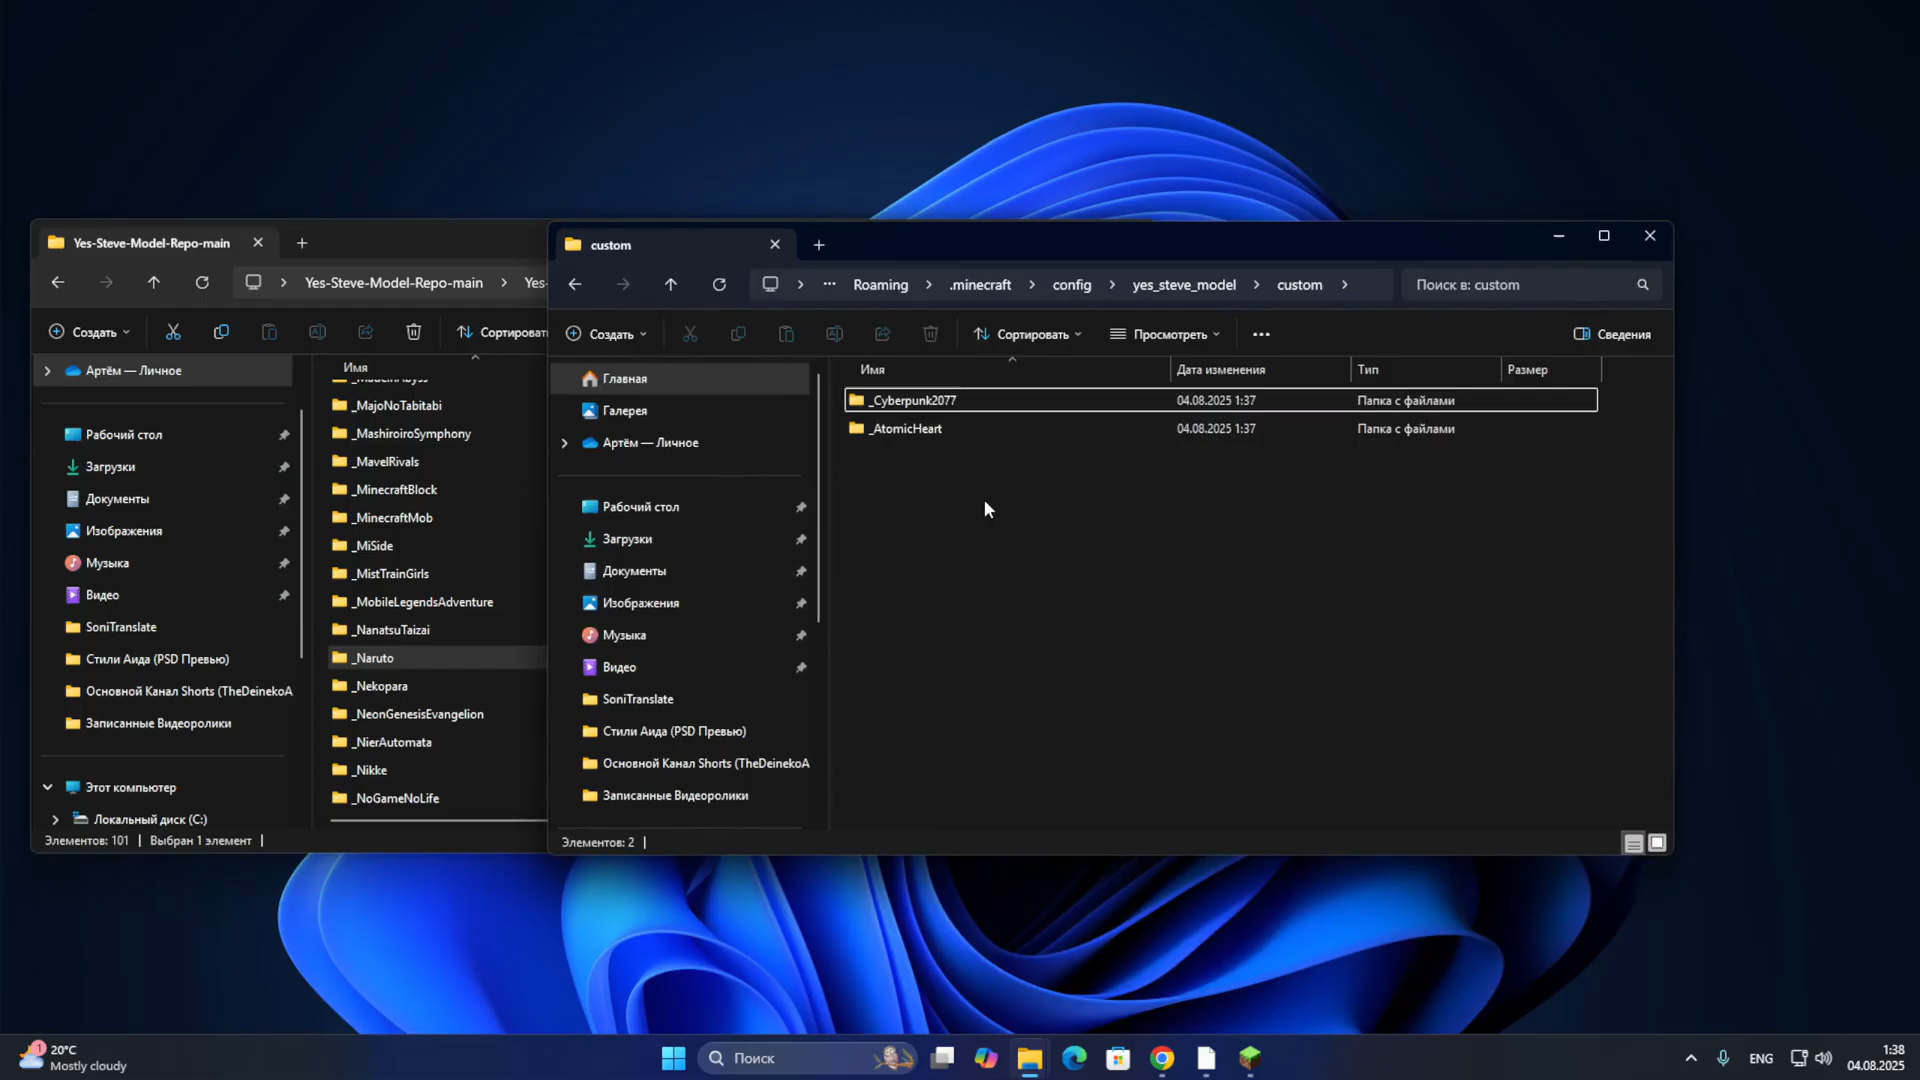 Yes-Steve-Model-Repo-main
Yes-Steve-Model-Repo-main
Yes-
Создать
Сортироват
Артём — Личное
Рабочий стол
Загрузки
Документы
Изображения
Музыка
Видео
SoniTranslate
Стили Аида (PSD Превью)
Основной Канал Shorts (TheDeinekoA
Записанные Видеоролики
Этот компьютер
Локальный диск (C:)
Имя
_MadeInAbyss
_MajoNoTabitabi
_MashiroiroSymphony
_MavelRivals
_MinecraftBlock
_MinecraftMob
_MiSide
_MistTrainGirls
_MobileLegendsAdventure
_NanatsuTaizai
_Naruto
_Nekopara
_NeonGenesisEvangelion
_NierAutomata
_Nikke
_NoGameNoLife
Элементов: 101
Выбран 1 элемент
custom
Roaming
.minecraft
config
yes_steve_model
custom
Поиск в: custom
Создать
Сортировать
Просмотреть
Сведения
Главная
Галерея
Артём — Личное
Рабочий стол
Загрузки
Документы
Изображения
Музыка
Видео
SoniTranslate
Стили Аида (PSD Превью)
Основной Канал Shorts (TheDeinekoA
Записанные Видеоролики
Имя
Дата изменения
Тип
Размер
_Cyberpunk2077
04.08.2025 1:37
Папка с файлами
_AtomicHeart
04.08.2025 1:37
Папка с файлами
Элементов: 2
1
20°C
Mostly cloudy
Поиск
ENG
1:38
04.08.2025